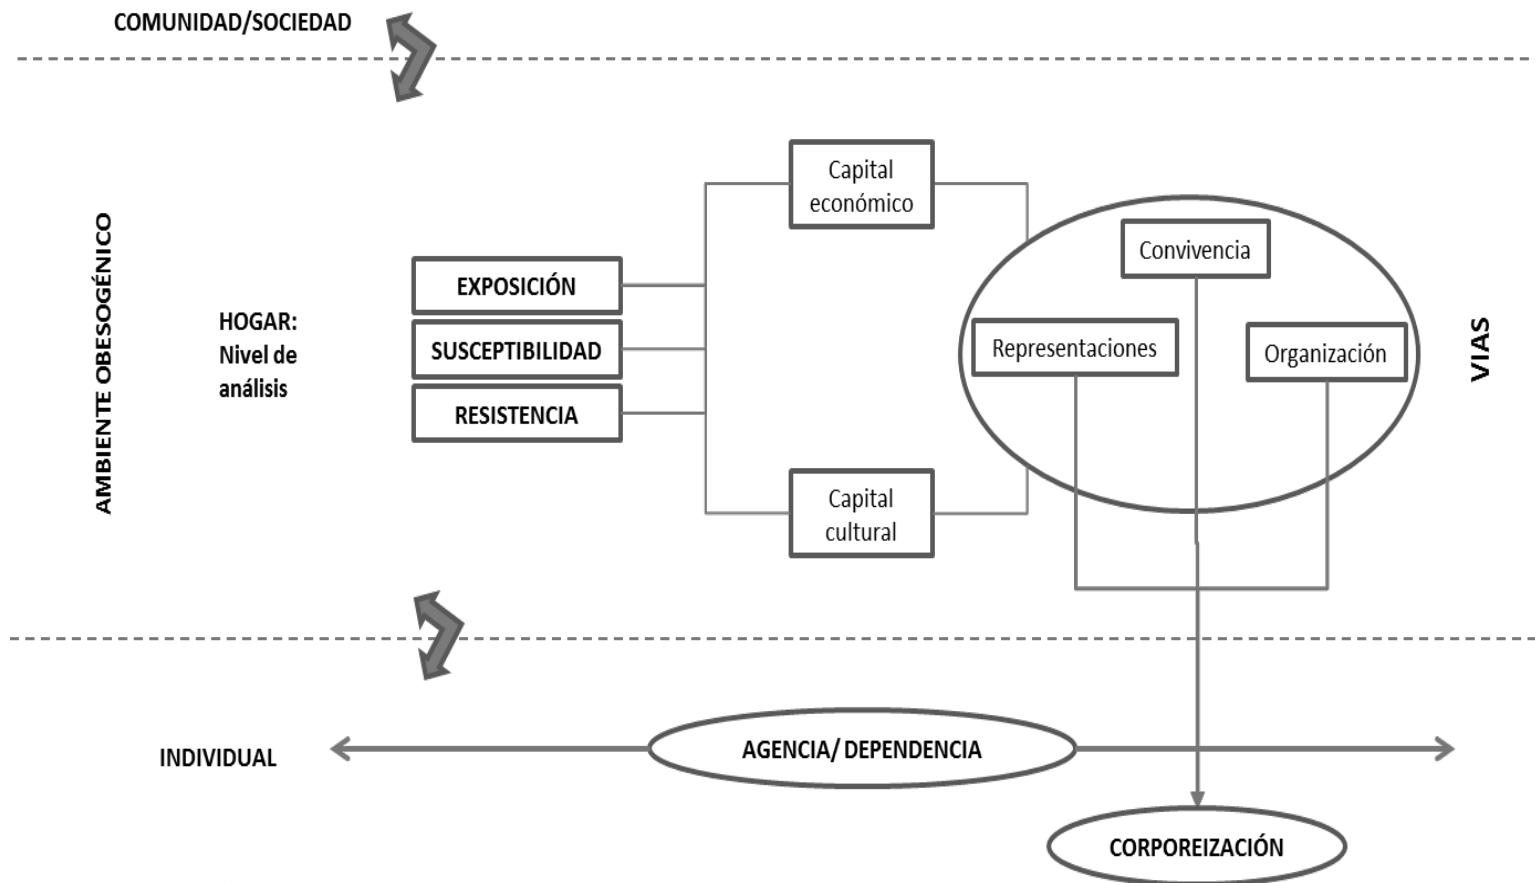 COMUNIDAD/SOCIEDAD
AMBIENTE OBESOGÉNICO
HOGAR:
Nivel de
análisis
EXPOSICIÓN
SUSCEPTIBILIDAD
RESISTENCIA
Capital
económico
Capital
cultural
Convivencia
Representaciones
Organización
VIAS
INDIVIDUAL
AGENCIA/ DEPENDENCIA
CORPOREIZACIÓN